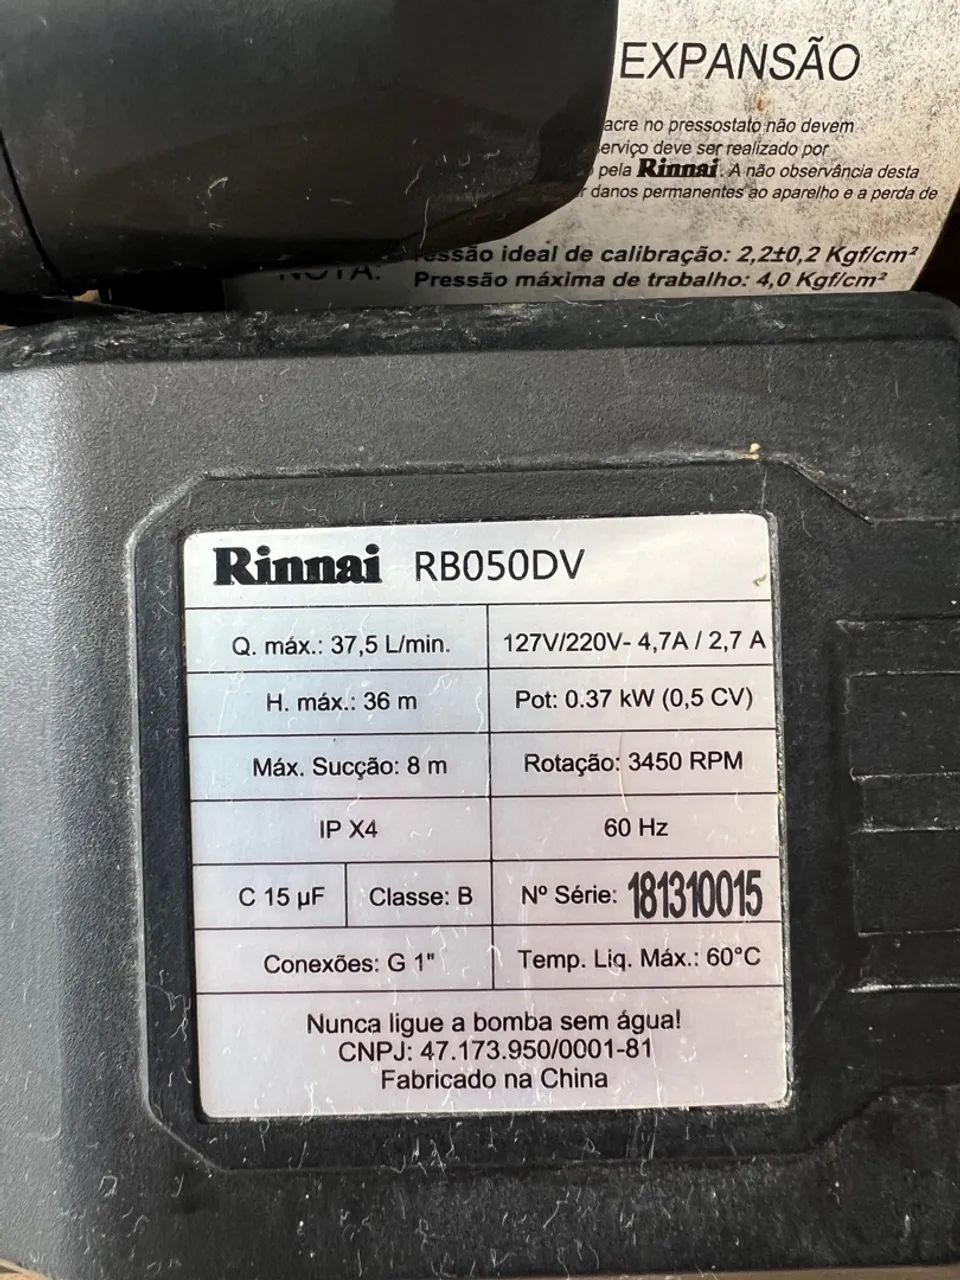 EXPANSÃO
acre no pressostato não devem
erviço deve ser realizado por
pela Rinnai. A não observância desta
r danos permanentes ao aparelho e a perda de
NOTA:
essão ideal de calibração: 2,2±0,2 Kgf/cm²
Pressão máxima de trabalho: 4,0 Kgf/cm²
Rinnai RB050DV
Q. máx.: 37,5 L/min. 127V/220V- 4,7A / 2,7 A
H. máx.: 36 m Pot: 0.37 kW (0,5 CV)
Máx. Sucção: 8 m Rotação: 3450 RPM
IP X4 60 Hz
C 15 µF Classe: B Nº Série: 181310015
Conexões: G 1" Temp. Liq. Máx.: 60°C
Nunca ligue a bomba sem água!
CNPJ: 47.173.950/0001-81
Fabricado na China